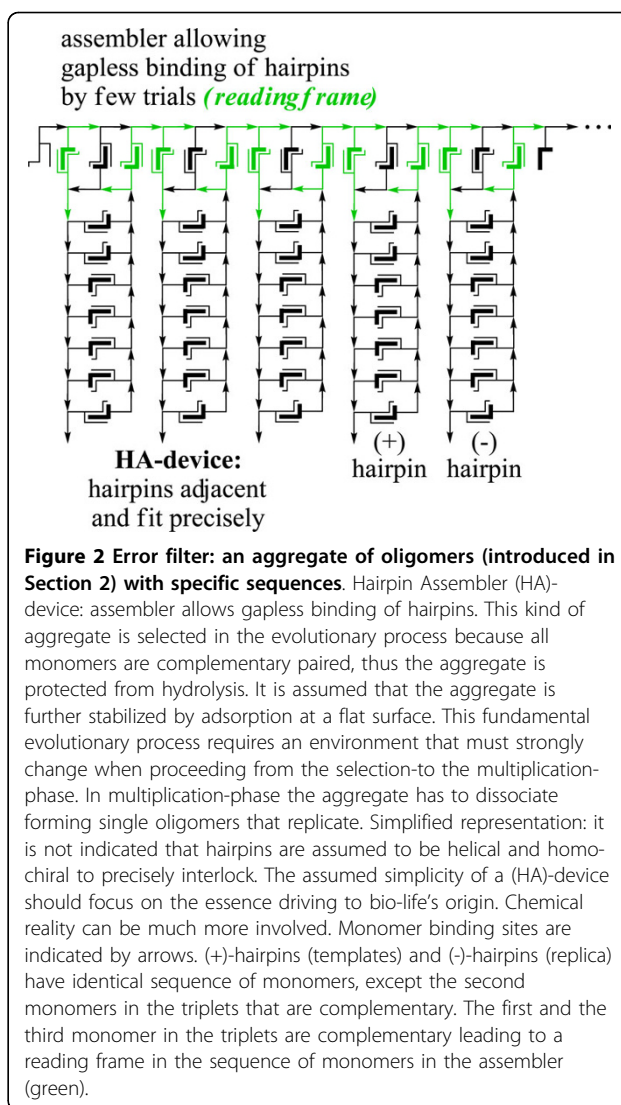 assembler allowing
gapless binding of hairpins
by few trials (reading frame)
...
(+)
hairpin
(-)
hairpin
HA-device:
hairpins adjacent
and fit precisely
Figure 2 Error filter: an aggregate of oligomers (introduced in
Section 2) with specific sequences. Hairpin Assembler (HA)-
device: assembler allows gapless binding of hairpins. This kind of
aggregate is selected in the evolutionary process because all
monomers are complementary paired, thus the aggregate is
protected from hydrolysis. It is assumed that the aggregate is
further stabilized by adsorption at a flat surface. This fundamental
evolutionary process requires an environment that must strongly
change when proceeding from the selection-to the multiplication-
phase. In multiplication-phase the aggregate has to dissociate
forming single oligomers that replicate. Simplified representation: it
is not indicated that hairpins are assumed to be helical and homo-
chiral to precisely interlock. The assumed simplicity of a (HA)-device
should focus on the essence driving to bio-life's origin. Chemical
reality can be much more involved. Monomer binding sites are
indicated by arrows. (+)-hairpins (templates) and (-)-hairpins (replica)
have identical sequence of monomers, except the second
monomers in the triplets that are complementary. The first and the
third monomer in the triplets are complementary leading to a
reading frame in the sequence of monomers in the assembler
(green).